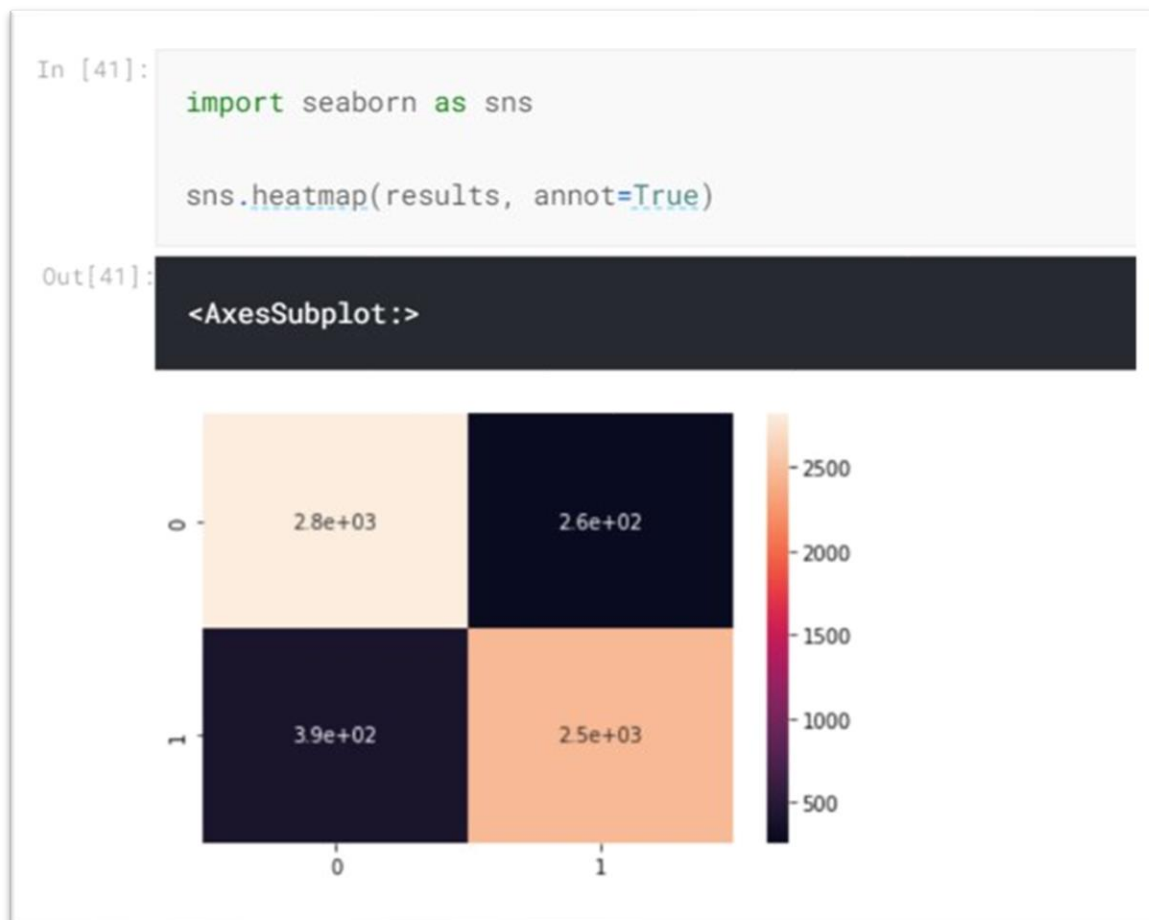 In [41]:
import seaborn as sns
sns.heatmap(results, annot=True)
Out[41]:
<AxesSubplot:>
0
2.8e+03
2.6e+02
1
3.9e+02
2.5e+03
0
1
2500
2000
1500
1000
500